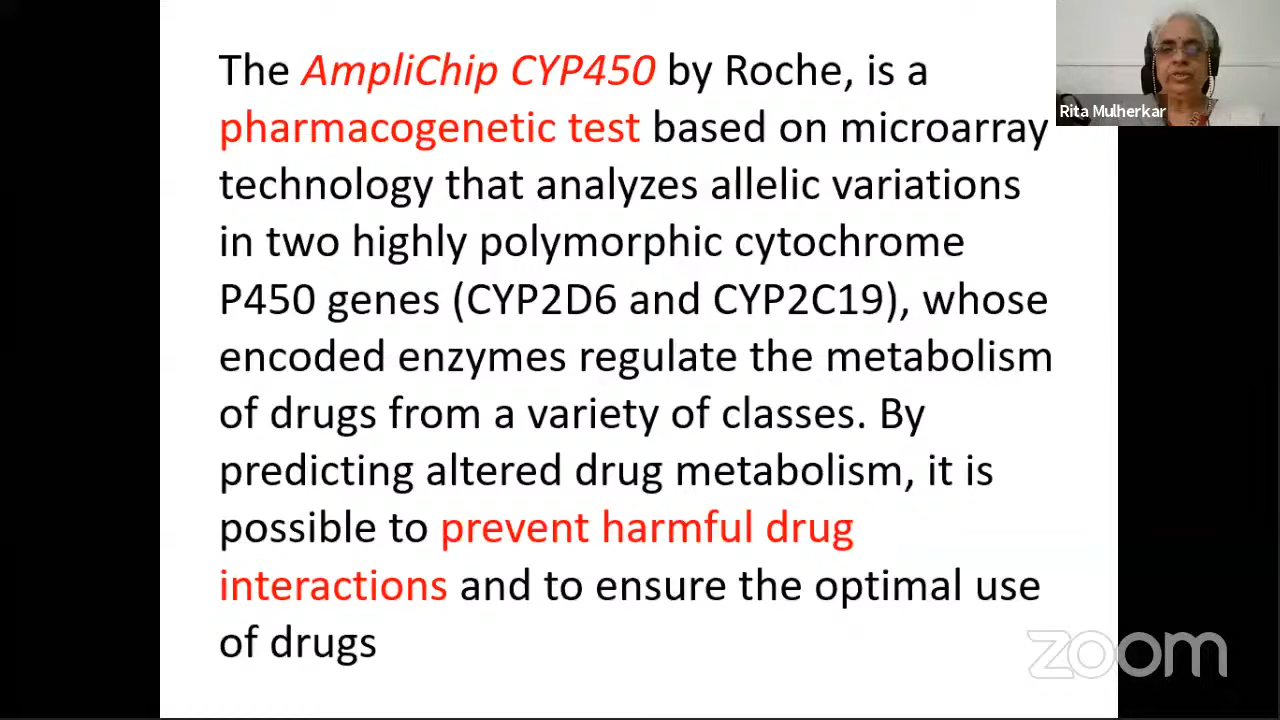 The AmpliChip CYP450 by Roche, is a
pharmacogenetic test based on microarray
technology that analyzes allelic variations
in two highly polymorphic cytochrome
P450 genes (CYP2D6 and CYP2C19), whose
encoded enzymes regulate the metabolism
of drugs from a variety of classes. By
predicting altered drug metabolism, it is
possible to prevent harmful drug
interactions and to ensure the optimal use
of drugs
Rita Mulherkar
zoom